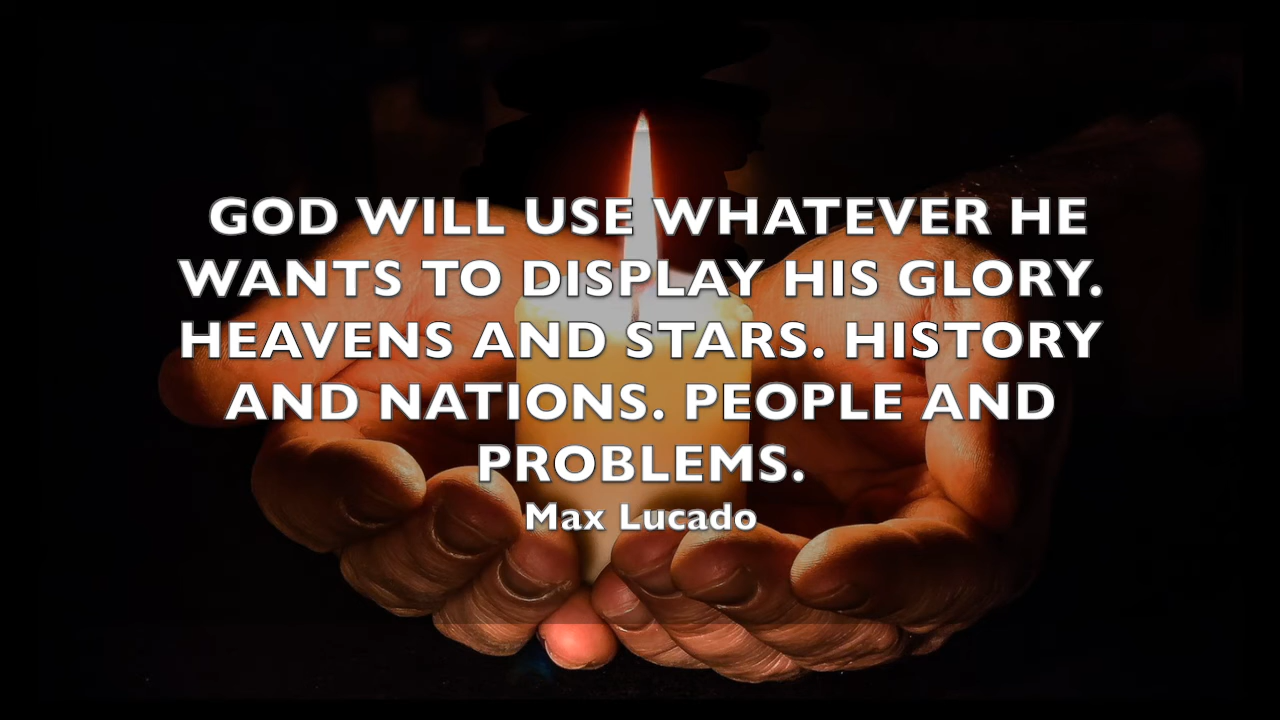 GOD WILL USE WHATEVER HE
WANTS TO DISPLAY HIS GLORY.
HEAVENS AND STARS. HISTORY
AND NATIONS. PEOPLE AND
PROBLEMS.
Max Lucado